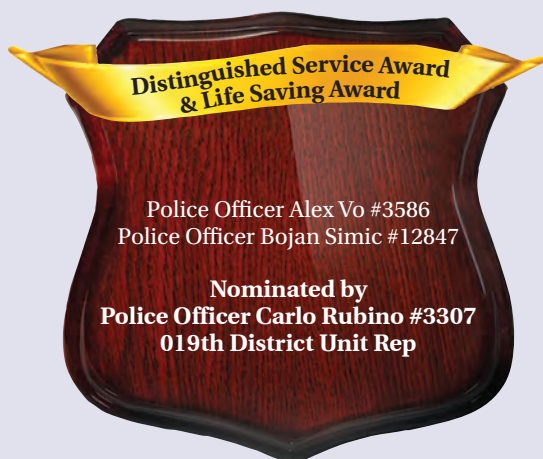 Distinguished Service Award
& Life Saving Award
Police Officer Alex Vo #3586
Police Officer Bojan Simic #12847
Nominated by
Police Officer Carlo Rubino #3307
019th District Unit Rep